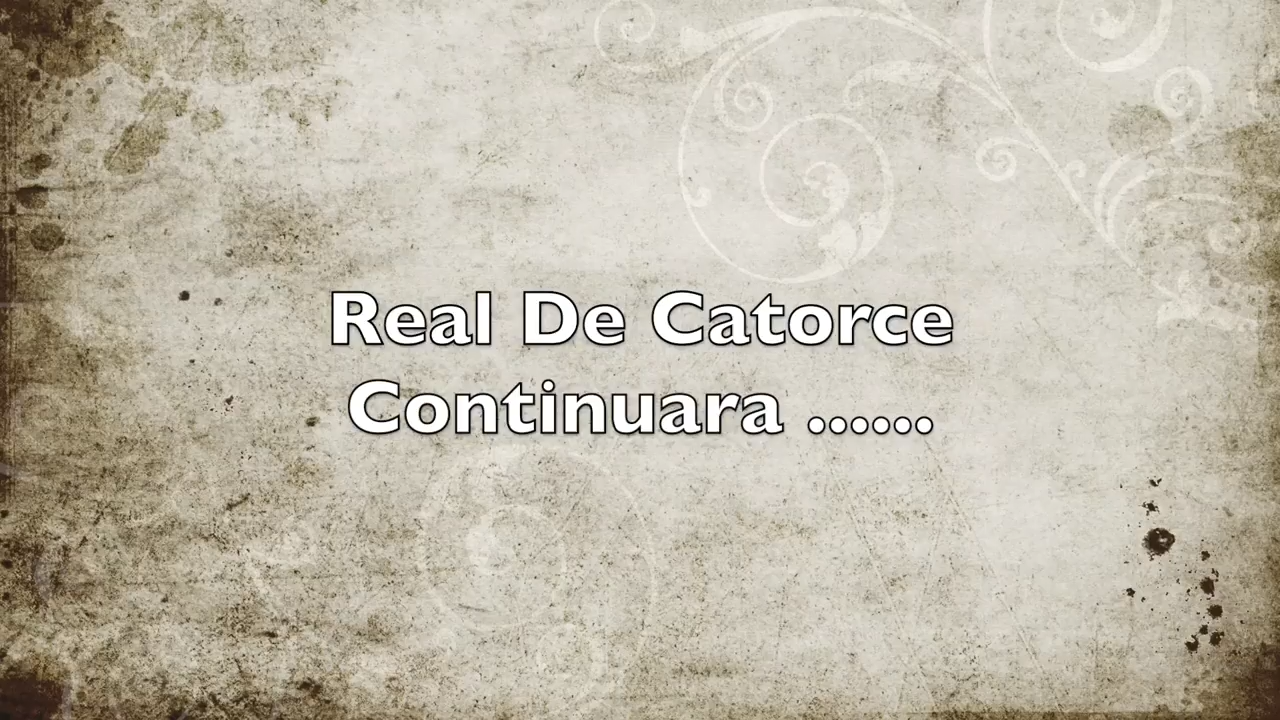 Real De Catorce
Continuara ......